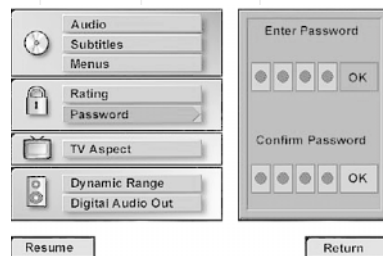 Audio
Subtitles
Menus
Rating
Password
TV Aspect
Dynamic Range
Digital Audio Out
Resume
Enter Password
OK
Confirm Password
OK
Return